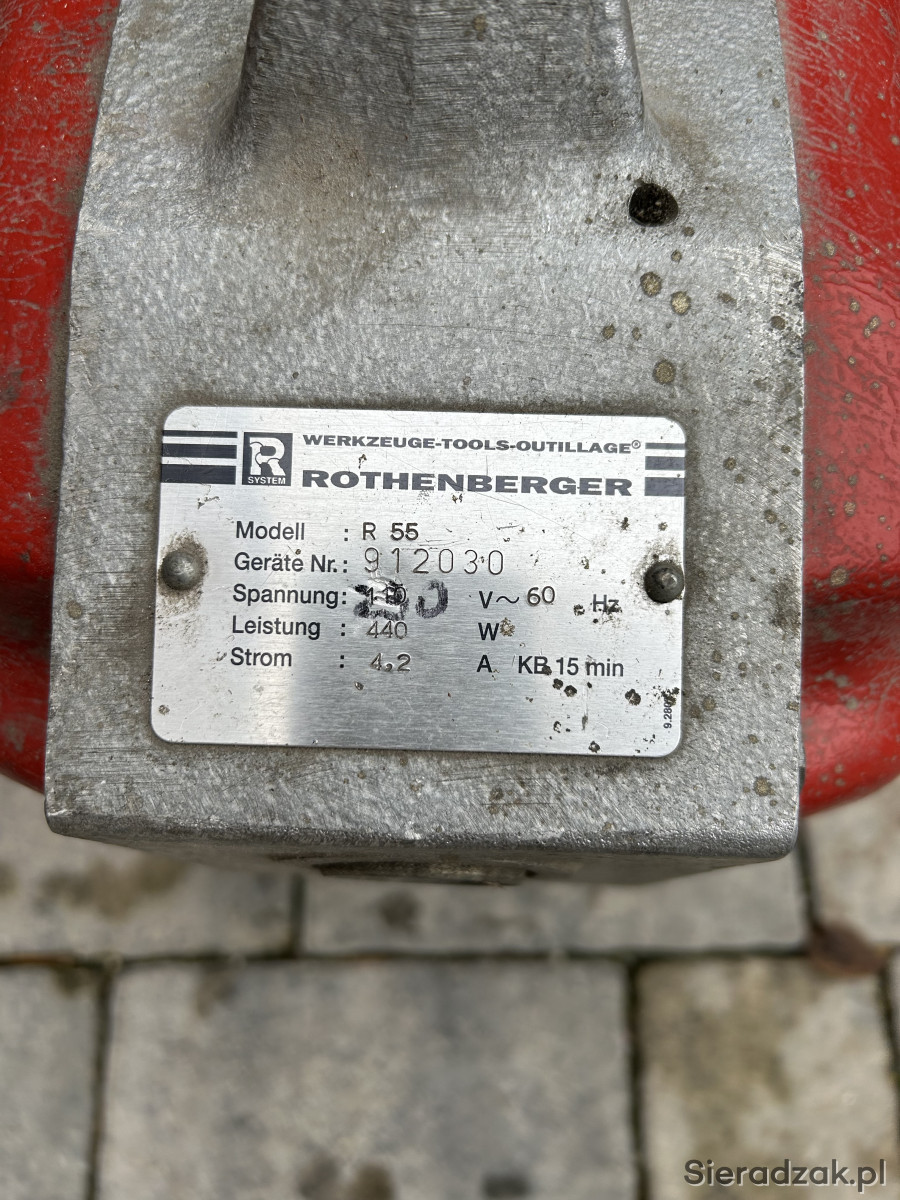 WERKZEUGE-TOOLS-OUTILLAGE®
R
SYSTEM
ROTHENBERGER
Modell : R 55
Geräte Nr.: 912030
Spannung: V~ 60 Hz
Leistung : 440 W
Strom : 4,2 A KB 15 min
Sieradzak.pl